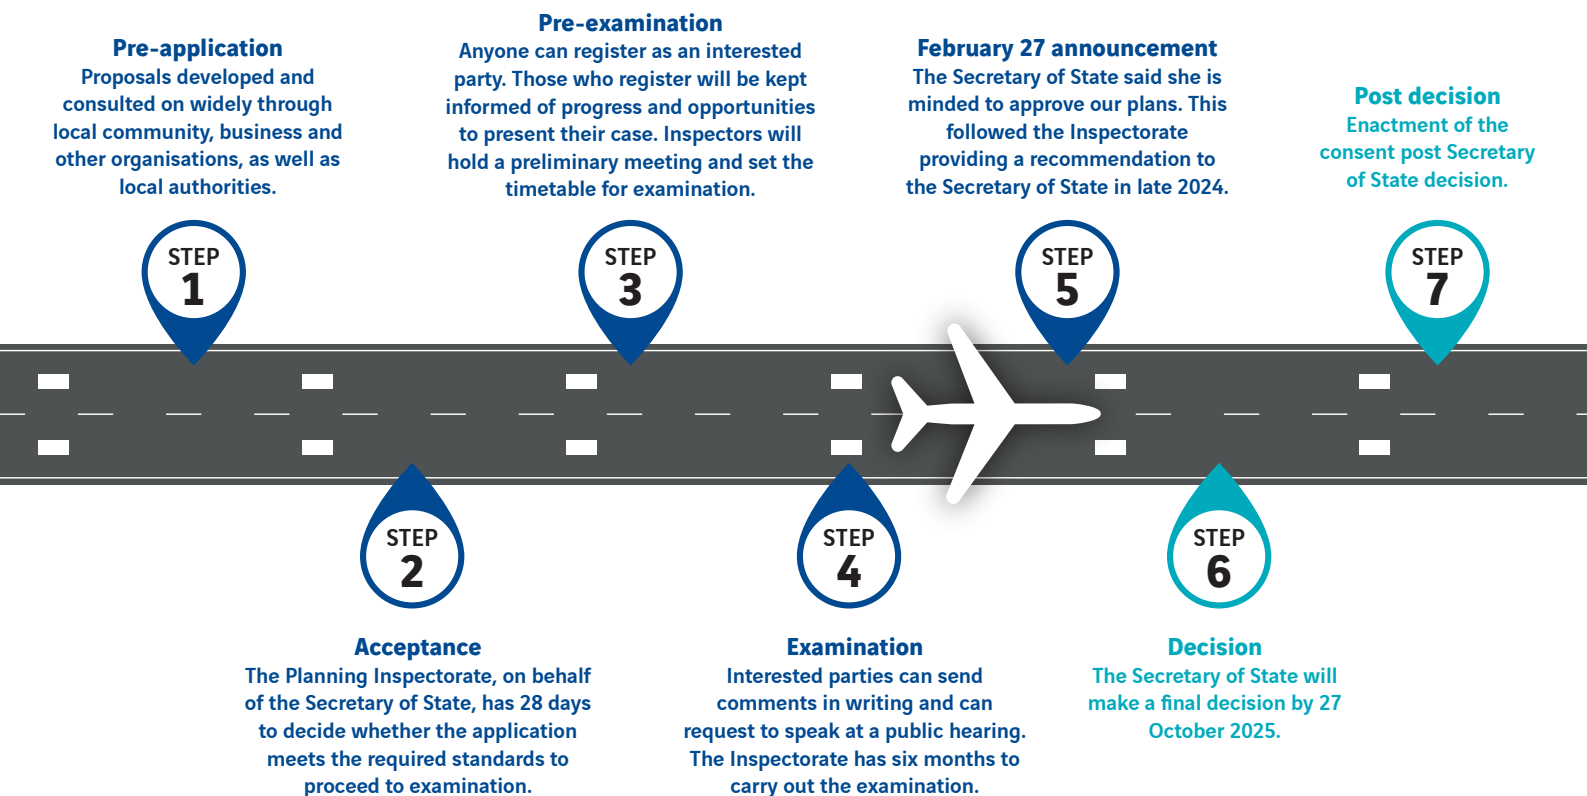 Pre-application
Proposals developed and
consulted on widely through
local community, business and
other organisations, as well as
local authorities.
STEP
1
Acceptance
The Planning Inspectorate, on behalf
of the Secretary of State, has 28 days
to decide whether the application
meets the required standards to
proceed to examination.
STEP
2
Pre-examination
Anyone can register as an interested
party. Those who register will be kept
informed of progress and opportunities
to present their case. Inspectors will
hold a preliminary meeting and set the
timetable for examination.
STEP
3
Examination
Interested parties can send
comments in writing and can
request to speak at a public hearing.
The Inspectorate has six months to
carry out the examination.
STEP
4
February 27 announcement
The Secretary of State said she is
minded to approve our plans. This
followed the Inspectorate
providing a recommendation to
the Secretary of State in late 2024.
STEP
5
Decision
The Secretary of State will
make a final decision by 27
October 2025.
STEP
6
Post decision
Enactment of the
consent post Secretary
of State decision.
STEP
7